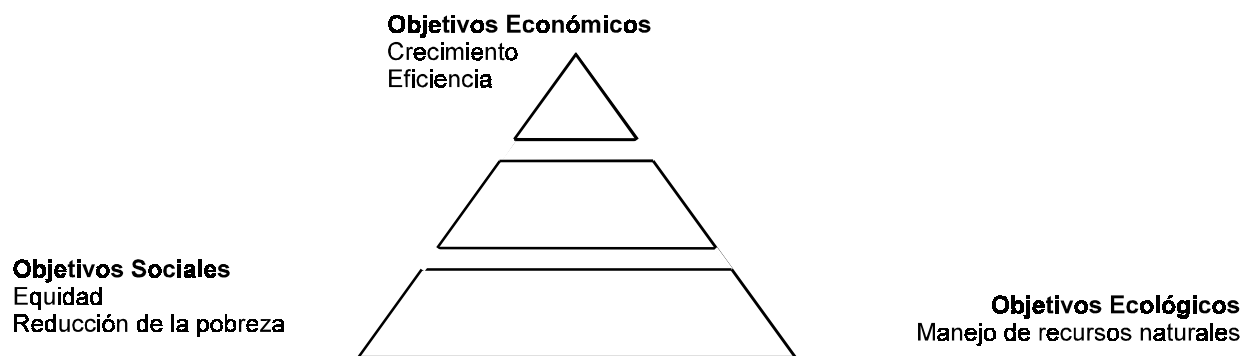 Objetivos Económicos
Crecimiento
Eficiencia
Objetivos Sociales
Equidad
Reducción de la pobreza
Objetivos Ecológicos
Manejo de recursos naturales